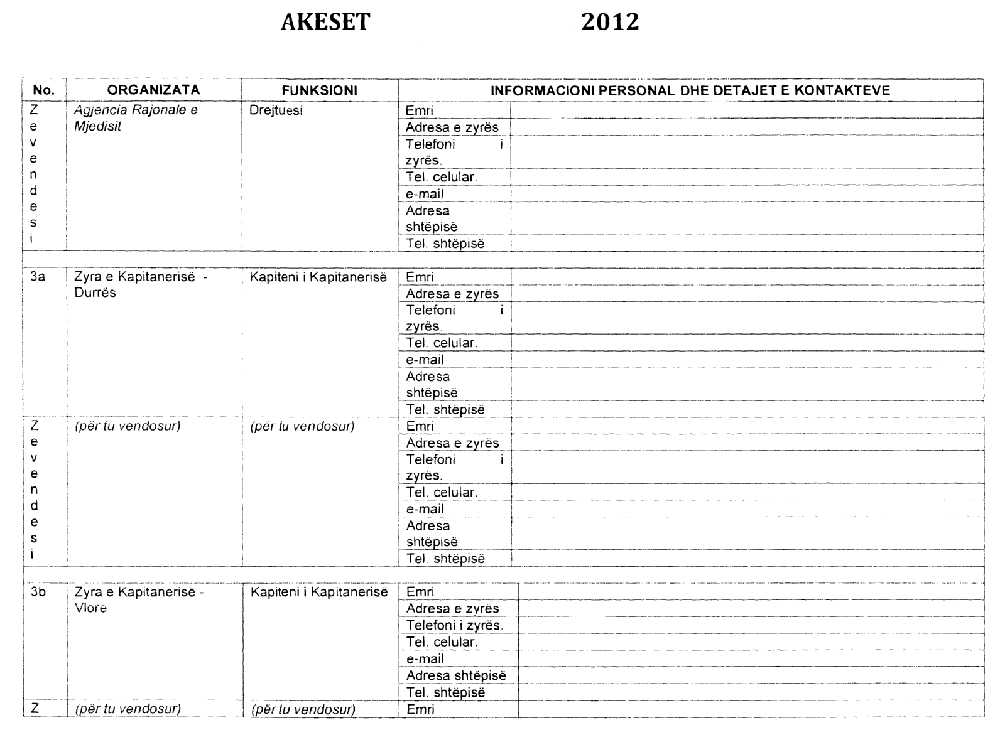 AKESET 2012
No. ORGANIZATA FUNKSIONI INFORMACIONI PERSONAL DHE DETAJET E KONTAKTEVE
Z Agjencia Rajonale e Drejtuesi Emri
e Mjedisit Adresa e zyrës
v Telefoni i
e zyrës.
n Tel. celular.
d e-mail
e Adresa
s shtëpisë
i Tel. shtëpisë
3a Zyra e Kapitanerisë - Kapiteni i Kapitanerisë Emri
Durrës Adresa e zyrës
Telefoni i
zyrës.
Tel. celular.
e-mail
Adresa
shtëpisë
Tel. shtëpisë
Z (për tu vendosur) (për tu vendosur) Emri
e Adresa e zyrës
v Telefoni i
e zyrës.
n Tel. celular.
d e-mail
e Adresa
s shtëpisë
i Tel. shtëpisë
3b Zyra e Kapitanerisë - Kapiteni i Kapitanerisë Emri
Vlore Adresa e zyrës
Telefoni i zyrës.
Tel. celular.
e-mail
Adresa shtëpisë
Tel. shtëpisë
Z (për tu vendosur) (për tu vendosur) Emri